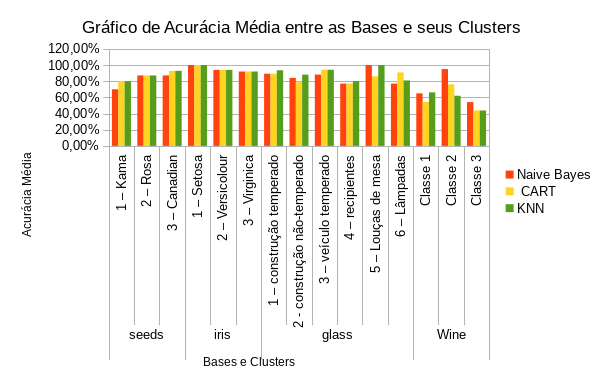 Gráfico de Acurácia Média entre as Bases e seus Clusters
120,00%
100,00%
80,00%
60,00%
40,00%
20,00%
0,00%
Acurácia Média
1 – Kama
2 – Rosa
3 – Canadian
1 – Setosa
2 – Versicolour
3 – Virginica
1 – construção temperado
2 - construção não-temperado
3 – veículo temperado
4 – recipientes
5 – Louças de mesa
6 – Lâmpadas
Classe 1
Classe 2
Classe 3
seeds
iris
glass
Wine
Bases e Clusters
Naive Bayes
CART
KNN